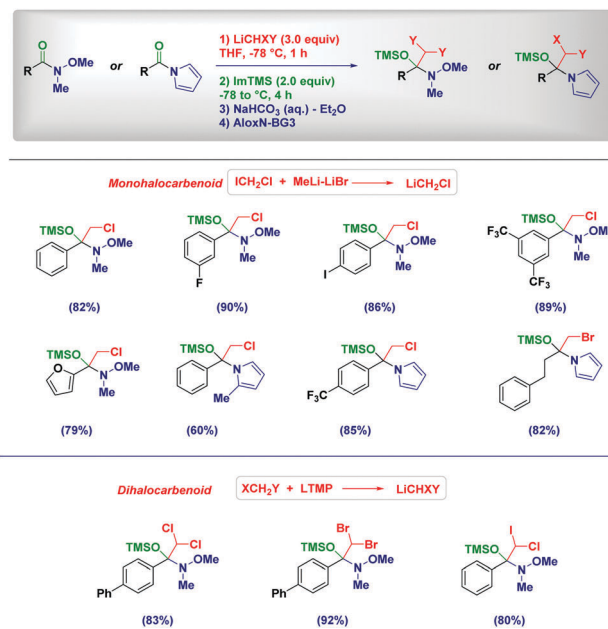 O
R N OMe
Me
or
O
R N
1) LiCHXY (3.0 equiv)
THF, -78 °C, 1 h
2) ImTMS (2.0 equiv)
-78 to °C, 4 h
3) NaHCO3 (aq.) - Et2O
4) AloxN-BG3
Y
TMSO Y
R N OMe
Me
or
X
TMSO Y
R N
Monohalocarbenoid ICH2Cl + MeLi-LiBr LiCH2Cl
TMSO Cl
N OMe
Me
(82%)
TMSO Cl
N OMe
Me
F
(90%)
TMSO Cl
N OMe
I Me
(86%)
TMSO Cl
F3C N OM
Me
CF3
(89%)
TMSO Cl
O N OMe
Me
(79%)
TMSO Cl
N
Me
(60%)
TMSO Cl
N
F3C
(85%)
TMSO Br
N
(82%)
Dihalocarbenoid XCH2Y + LTMP LiCHXY
Cl
TMSO Cl
N OMe
Me
Ph
(83%)
Br
TMSO Br
N OMe
Me
Ph
(92%)
I
TMSO Cl
N OMe
Me
(80%)